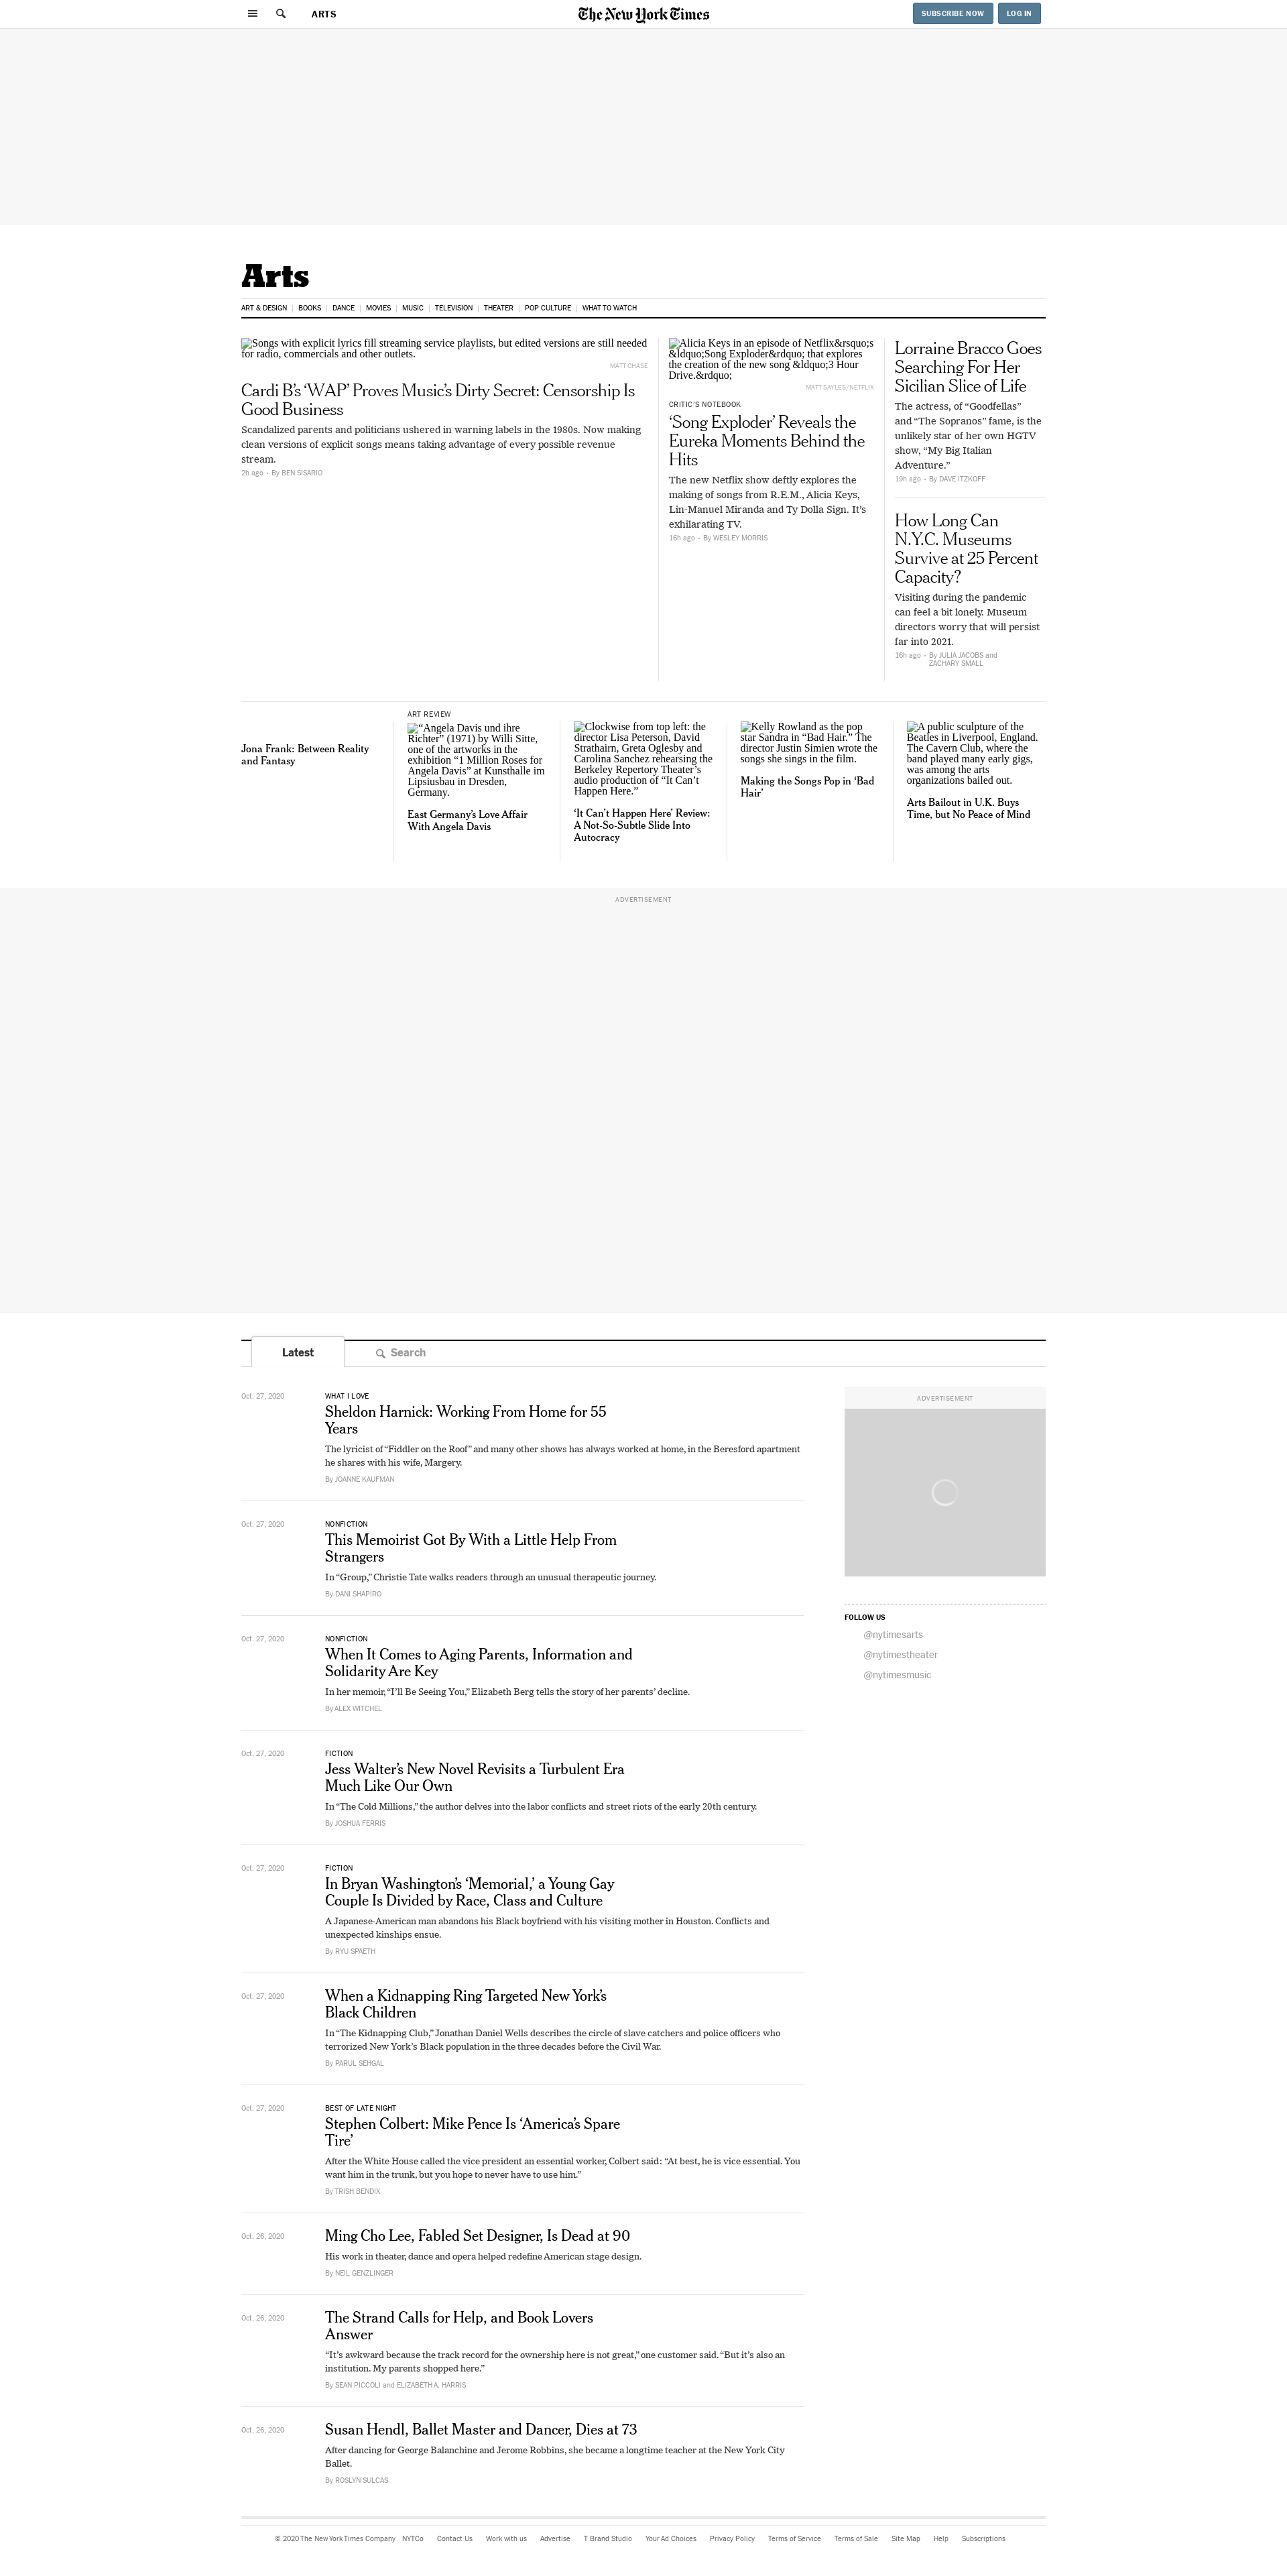 ARTS
The New York Times
SUBSCRIBE NOW
LOG IN
Arts
ART & DESIGN
BOOKS
DANCE
MOVIES
MUSIC
TELEVISION
THEATER
POP CULTURE
WHAT TO WATCH
Songs with explicit lyrics fill streaming service playlists, but edited versions are still needed
for radio, commercials and other outlets.
MATT CHASE
Cardi B’s ‘WAP’ Proves Music’s Dirty Secret: Censorship Is
Good Business
Scandalized parents and politicians ushered in warning labels in the 1980s. Now making
clean versions of explicit songs means taking advantage of every possible revenue
stream.
2h ago - By BEN SISARIO
Alicia Keys in an episode of Netflix&rsquo;s
&ldquo;Song Exploder&rdquo; that explores
the creation of the new song &ldquo;3 Hour
Drive.&rdquo;
MATT SAYLES/NETFLIX
CRITIC’S NOTEBOOK
‘Song Exploder’ Reveals the
Eureka Moments Behind the
Hits
The new Netflix show deftly explores the
making of songs from R.E.M., Alicia Keys,
Lin-Manuel Miranda and Ty Dolla Sign. It’s
exhilarating TV.
16h ago - By WESLEY MORRIS
Lorraine Bracco Goes
Searching For Her
Sicilian Slice of Life
The actress, of “Goodfellas”
and “The Sopranos” fame, is the
unlikely star of her own HGTV
show, “My Big Italian
Adventure.”
19h ago - By DAVE ITZKOFF
How Long Can
N.Y.C. Museums
Survive at 25 Percent
Capacity?
Visiting during the pandemic
can feel a bit lonely. Museum
directors worry that will persist
far into 2021.
16h ago - By JULIA JACOBS and
ZACHARY SMALL
Jona Frank: Between Reality
and Fantasy
ART REVIEW
“Angela Davis und ihre
Richter” (1971) by Willi Sitte,
one of the artworks in the
exhibition “1 Million Roses for
Angela Davis” at Kunsthalle im
Lipsiusbau in Dresden,
Germany.
East Germany’s Love Affair
With Angela Davis
Clockwise from top left: the
director Lisa Peterson, David
Strathairn, Greta Oglesby and
Carolina Sanchez rehearsing the
Berkeley Repertory Theater’s
audio production of “It Can’t
Happen Here.”
‘It Can’t Happen Here’ Review:
A Not-So-Subtle Slide Into
Autocracy
Kelly Rowland as the pop
star Sandra in “Bad Hair.” The
director Justin Simien wrote the
songs she sings in the film.
Making the Songs Pop in ‘Bad
Hair’
A public sculpture of the
Beatles in Liverpool, England.
The Cavern Club, where the
band played many early gigs,
was among the arts
organizations bailed out.
Arts Bailout in U.K. Buys
Time, but No Peace of Mind
ADVERTISEMENT
Latest
Search
Oct. 27, 2020
WHAT I LOVE
Sheldon Harnick: Working From Home for 55
Years
The lyricist of “Fiddler on the Roof” and many other shows has always worked at home, in the Beresford apartment
he shares with his wife, Margery.
By JOANNE KAUFMAN
Oct. 27, 2020
NONFICTION
This Memoirist Got By With a Little Help From
Strangers
In “Group,” Christie Tate walks readers through an unusual therapeutic journey.
By DANI SHAPIRO
Oct. 27, 2020
NONFICTION
When It Comes to Aging Parents, Information and
Solidarity Are Key
In her memoir, “I’ll Be Seeing You,” Elizabeth Berg tells the story of her parents’ decline.
By ALEX WITCHEL
Oct. 27, 2020
FICTION
Jess Walter’s New Novel Revisits a Turbulent Era
Much Like Our Own
In “The Cold Millions,” the author delves into the labor conflicts and street riots of the early 20th century.
By JOSHUA FERRIS
Oct. 27, 2020
FICTION
In Bryan Washington’s ‘Memorial,’ a Young Gay
Couple Is Divided by Race, Class and Culture
A Japanese-American man abandons his Black boyfriend with his visiting mother in Houston. Conflicts and
unexpected kinships ensue.
By RYU SPAETH
Oct. 27, 2020
When a Kidnapping Ring Targeted New York’s
Black Children
In “The Kidnapping Club,” Jonathan Daniel Wells describes the circle of slave catchers and police officers who
terrorized New York’s Black population in the three decades before the Civil War.
By PARUL SEHGAL
Oct. 27, 2020
BEST OF LATE NIGHT
Stephen Colbert: Mike Pence Is ‘America’s Spare
Tire’
After the White House called the vice president an essential worker, Colbert said: “At best, he is vice essential. You
want him in the trunk, but you hope to never have to use him.”
By TRISH BENDIX
Oct. 26, 2020
Ming Cho Lee, Fabled Set Designer, Is Dead at 90
His work in theater, dance and opera helped redefine American stage design.
By NEIL GENZLINGER
Oct. 26, 2020
The Strand Calls for Help, and Book Lovers
Answer
“It’s awkward because the track record for the ownership here is not great,” one customer said. “But it’s also an
institution. My parents shopped here.”
By SEAN PICCOLI and ELIZABETH A. HARRIS
Oct. 26, 2020
Susan Hendl, Ballet Master and Dancer, Dies at 73
After dancing for George Balanchine and Jerome Robbins, she became a longtime teacher at the New York City
Ballet.
By ROSLYN SULCAS
ADVERTISEMENT
FOLLOW US
@nytimesarts
@nytimestheater
@nytimesmusic
© 2020 The New York Times Company
NYTCo
Contact Us
Work with us
Advertise
T Brand Studio
Your Ad Choices
Privacy Policy
Terms of Service
Terms of Sale
Site Map
Help
Subscriptions